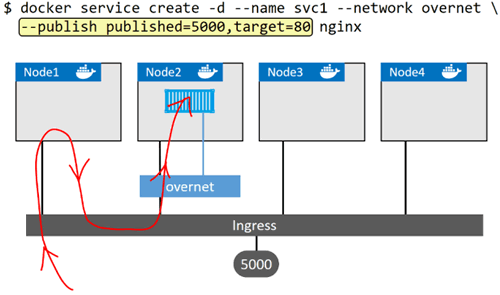 $ docker service create -d --name svc1 --network overnet \
--publish published=5000,target=80 nginx
Node1 Node2 Node3 Node4
overnet
Ingress
5000